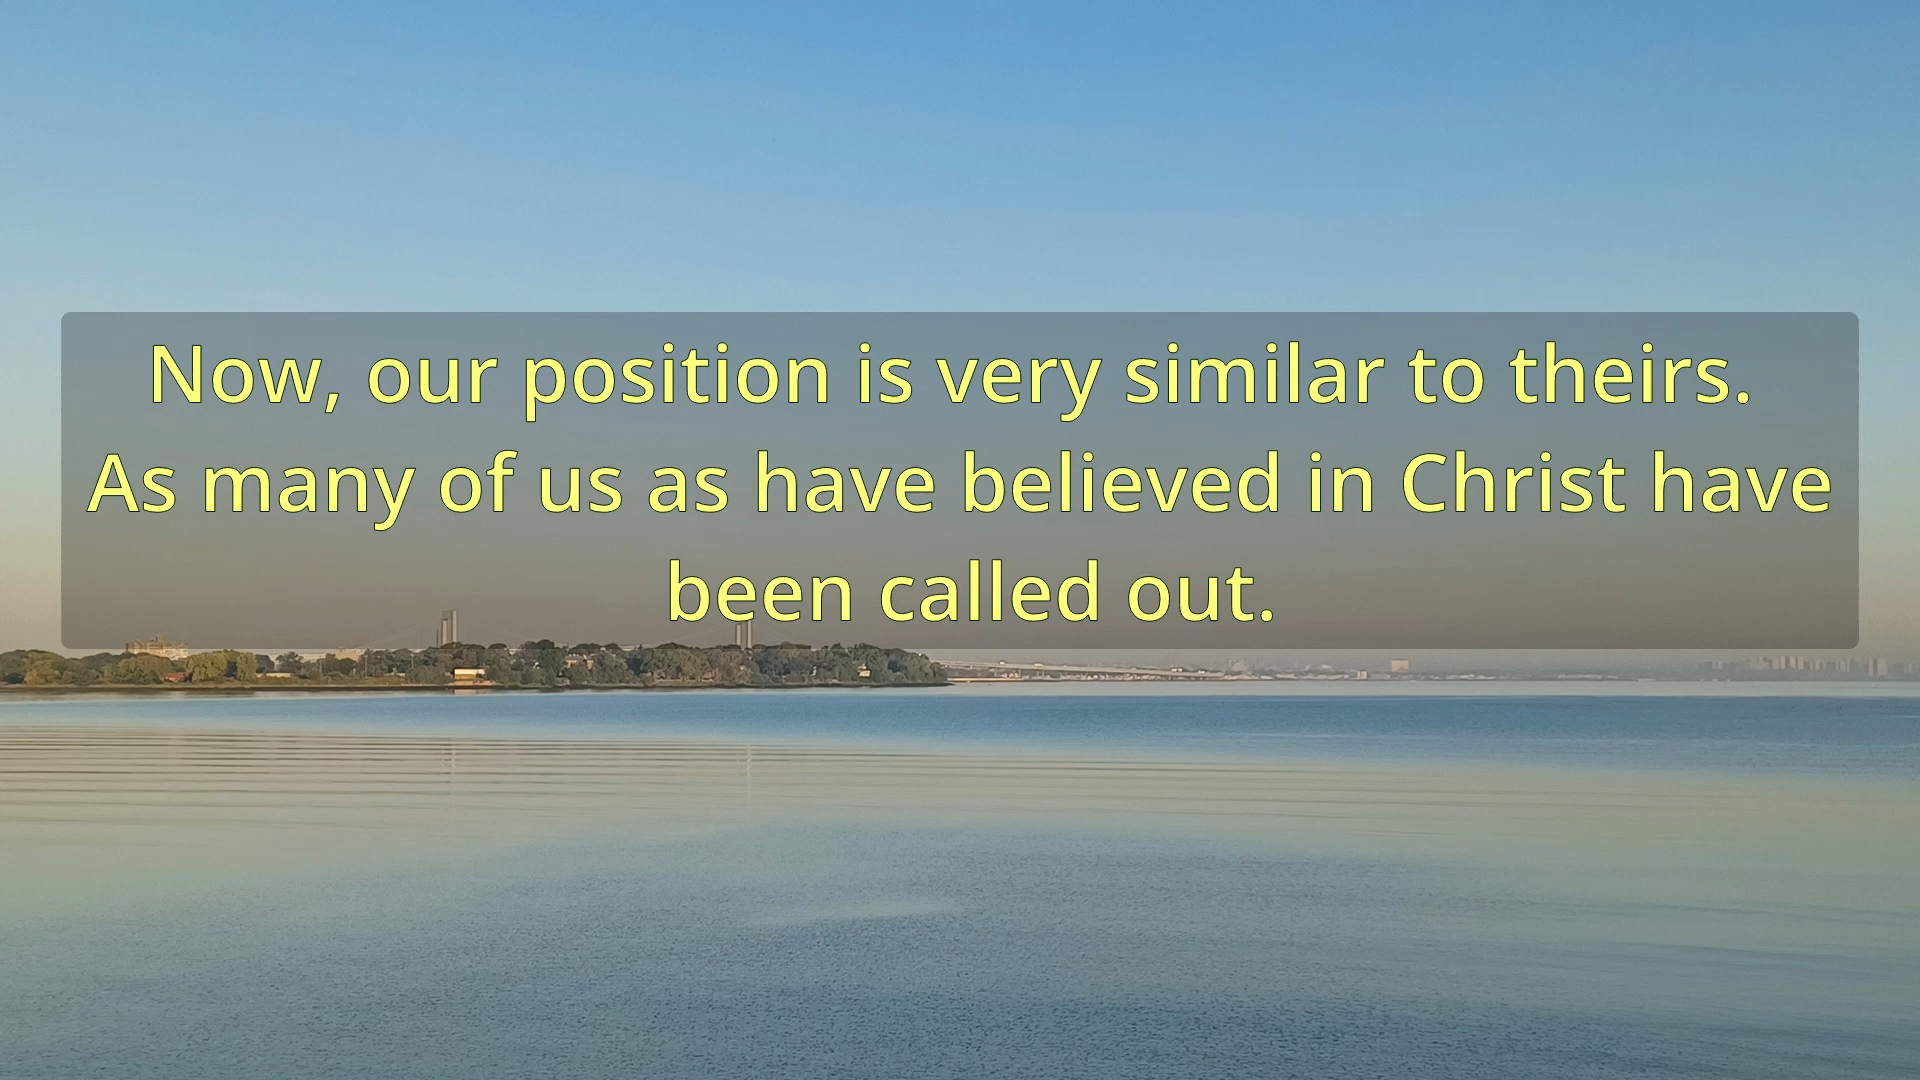 Now, our position is very similar to theirs.
As many of us as have believed in Christ have
been called out.